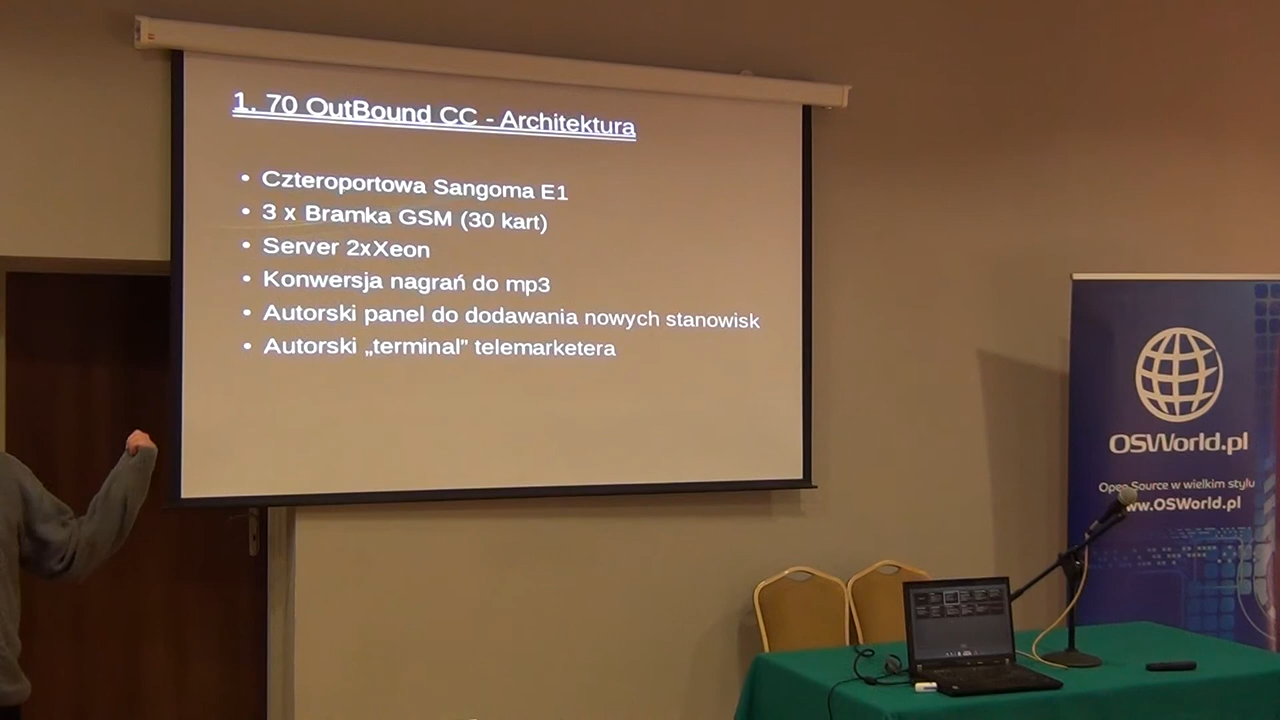 1. 70 OutBound CC - Architektura
• Czteroportowa Sangoma E1
• 3 x Bramka GSM (30 kart)
• Server 2xXeon
• Konwersja nagrań do mp3
• Autorski panel do dodawania nowych stanowisk
• Autorski „terminal” telemarketera
OSWorld.pl
Open Source w wielkim stylu
www.OSWorld.pl